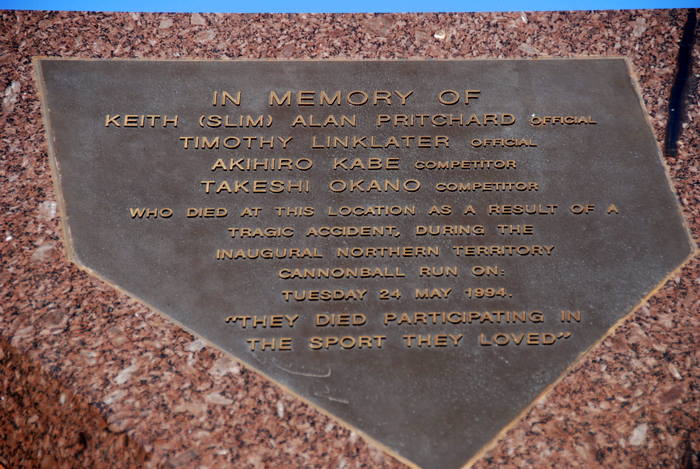 IN MEMORY OF
KEITH (SLIM) ALAN PRITCHARD OFFICIAL
TIMOTHY LINKLATER OFFICIAL
AKIHIRO KABE COMPETITOR
TAKESHI OKANO COMPETITOR
WHO DIED AT THIS LOCATION AS A RESULT OF A
TRAGIC ACCIDENT, DURING THE
INAUGURAL NORTHERN TERRITORY
CANNONBALL RUN ON:
TUESDAY 24 MAY 1994.
"THEY DIED PARTICIPATING IN
THE SPORT THEY LOVED"